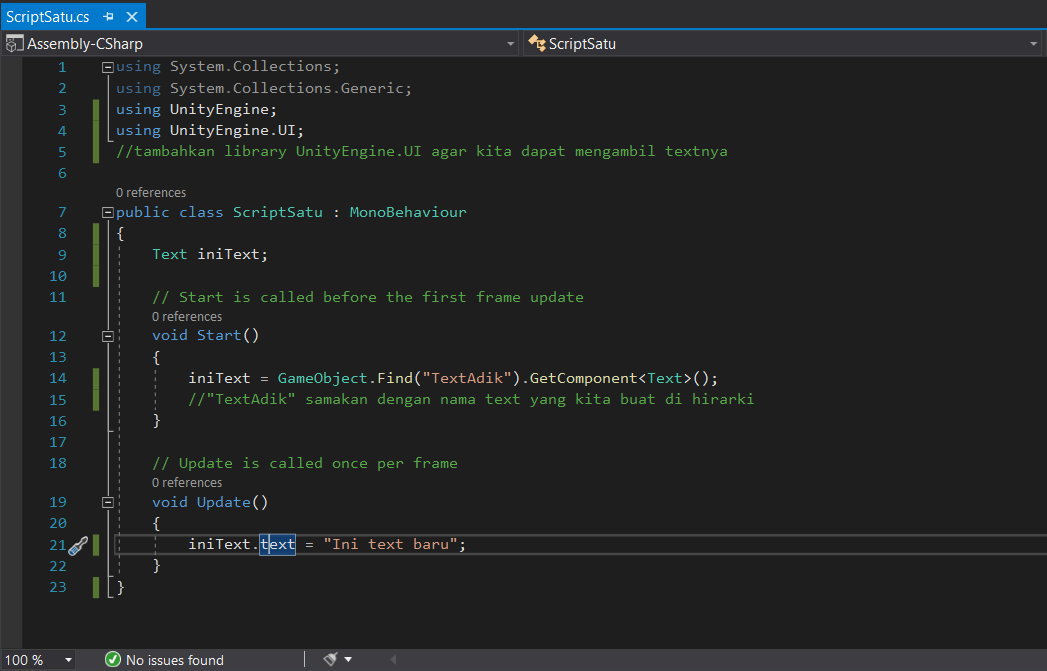 ScriptSatu.cs
Assembly-CSharp
ScriptSatu
1 using System.Collections;
2 using System.Collections.Generic;
3 using UnityEngine;
4 using UnityEngine.UI;
5 //tambahkan library UnityEngine.UI agar kita dapat mengambil textnya
6
0 references
7 public class ScriptSatu : MonoBehaviour
8 {
9 Text iniText;
10
11 // Start is called before the first frame update
0 references
12 void Start()
13 {
14 iniText = GameObject.Find("TextAdik").GetComponent<Text>();
15 //"TextAdik" samakan dengan nama text yang kita buat di hirarki
16 }
17
18 // Update is called once per frame
0 references
19 void Update()
20 {
21 iniText.text = "Ini text baru";
22 }
23 }
100 %
No issues found